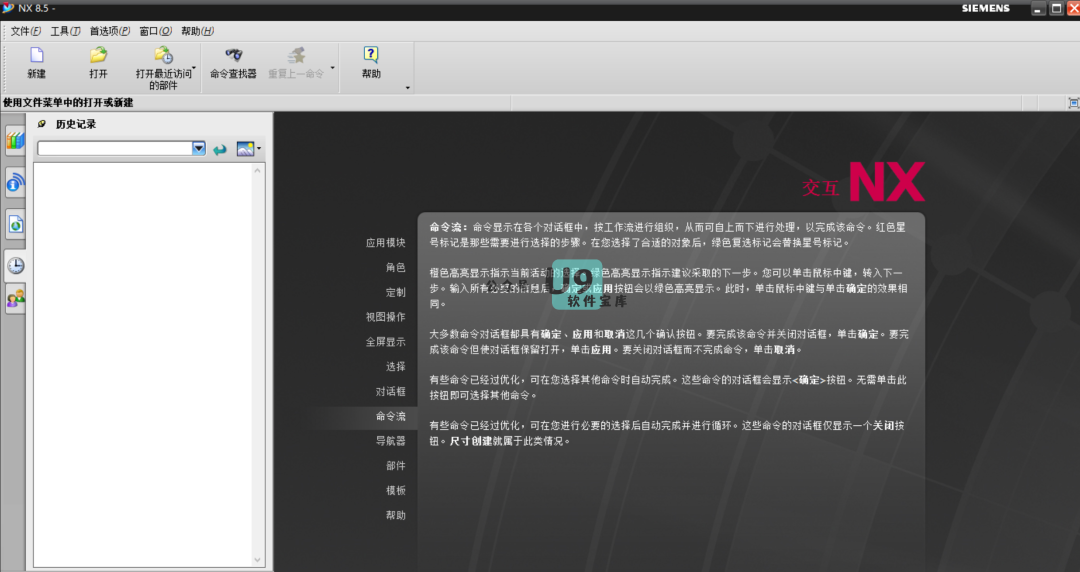 NX 8.5 -
SIEMENS
文件(F) 工具(T) 首选项(P) 窗口(O) 帮助(H)
新建
打开
打开最近访问
的部件
命令查找器
重复上一命令
帮助
使用文件菜单中的打开或新建
历史记录
交互 NX
应用模块
角色
定制
视图操作
全屏显示
选择
对话框
命令流
导航器
部件
模板
帮助
命令流：命令显示在各个对话框中，按工作流进行组织，从而可自上而下进行处理，以完成该命令。红色星
号标记是那些需要进行选择的步骤。在您选择了合适的对象后，绿色复选标记会替换星号标记。
橙色高亮显示指示当前活动的选择。绿色高亮显示指示建议采取的下一步。您可以单击鼠标中键，转入下一
步。输入所有必要的信息后，确定或应用按钮会以绿色高亮显示。此时，单击鼠标中键与单击确定的效果相
同。
大多数命令对话框都具有确定、应用和取消这几个确认按钮。要完成该命令并关闭对话框，单击确定。要完
成该命令但使对话框保留打开，单击应用。要关闭对话框而不完成命令，单击取消。
有些命令已经过优化，可在您选择其他命令时自动完成。这些命令的对话框会显示<确定>按钮。无需单击此
按钮即可选择其他命令。
有些命令已经过优化，可在您进行必要的选择后自动完成并进行循环。这些命令的对话框仅显示一个关闭按
钮。尺寸创建就属于此类情况。
软件宝库